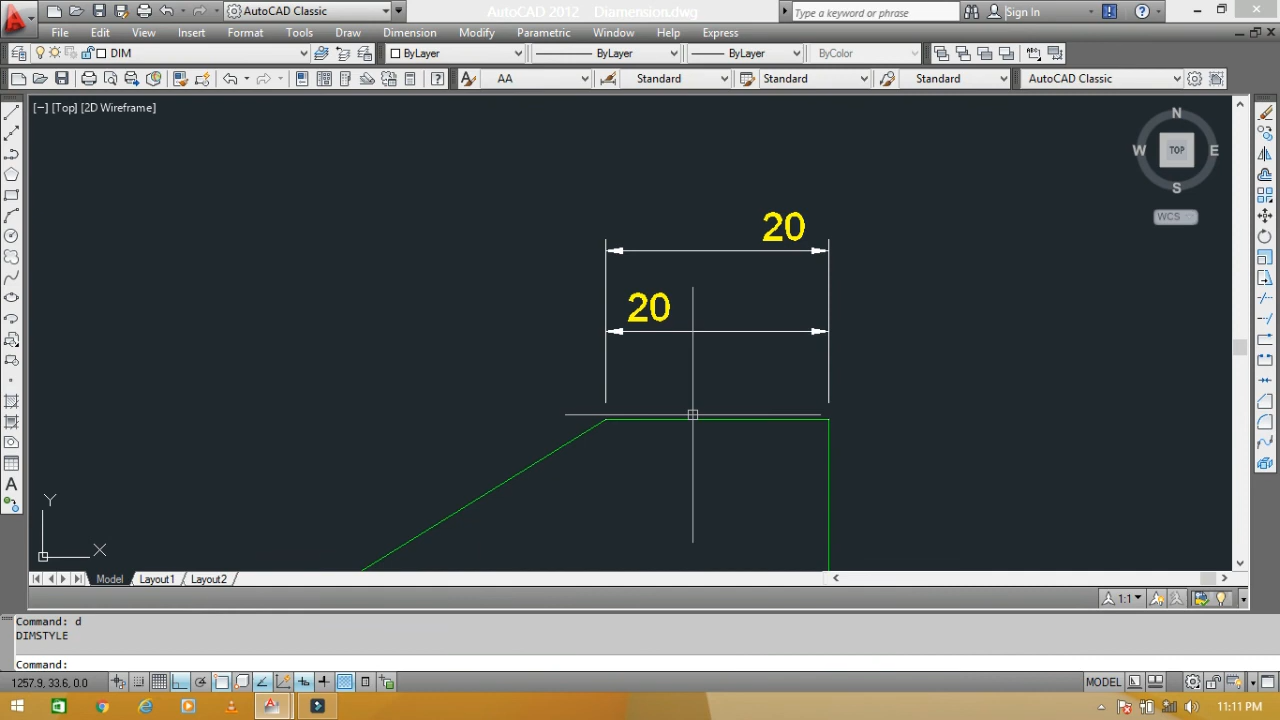 AutoCAD Classic
AutoCAD 2012    Diamension.dwg
Type a keyword or phrase
Sign In
File Edit View Insert Format Tools Draw Dimension Modify Parametric Window Help Express
DIM
ByLayer
ByLayer
ByLayer
ByColor
AA
Standard
Standard
Standard
AutoCAD Classic
[−] [Top] [2D Wireframe]
N
W TOP E
S
WCS
20
20
Y
X
Model Layout1 Layout2
1:1
Command: d
DIMSTYLE
Command:
1257.9, 33.6, 0.0
MODEL
11:11 PM